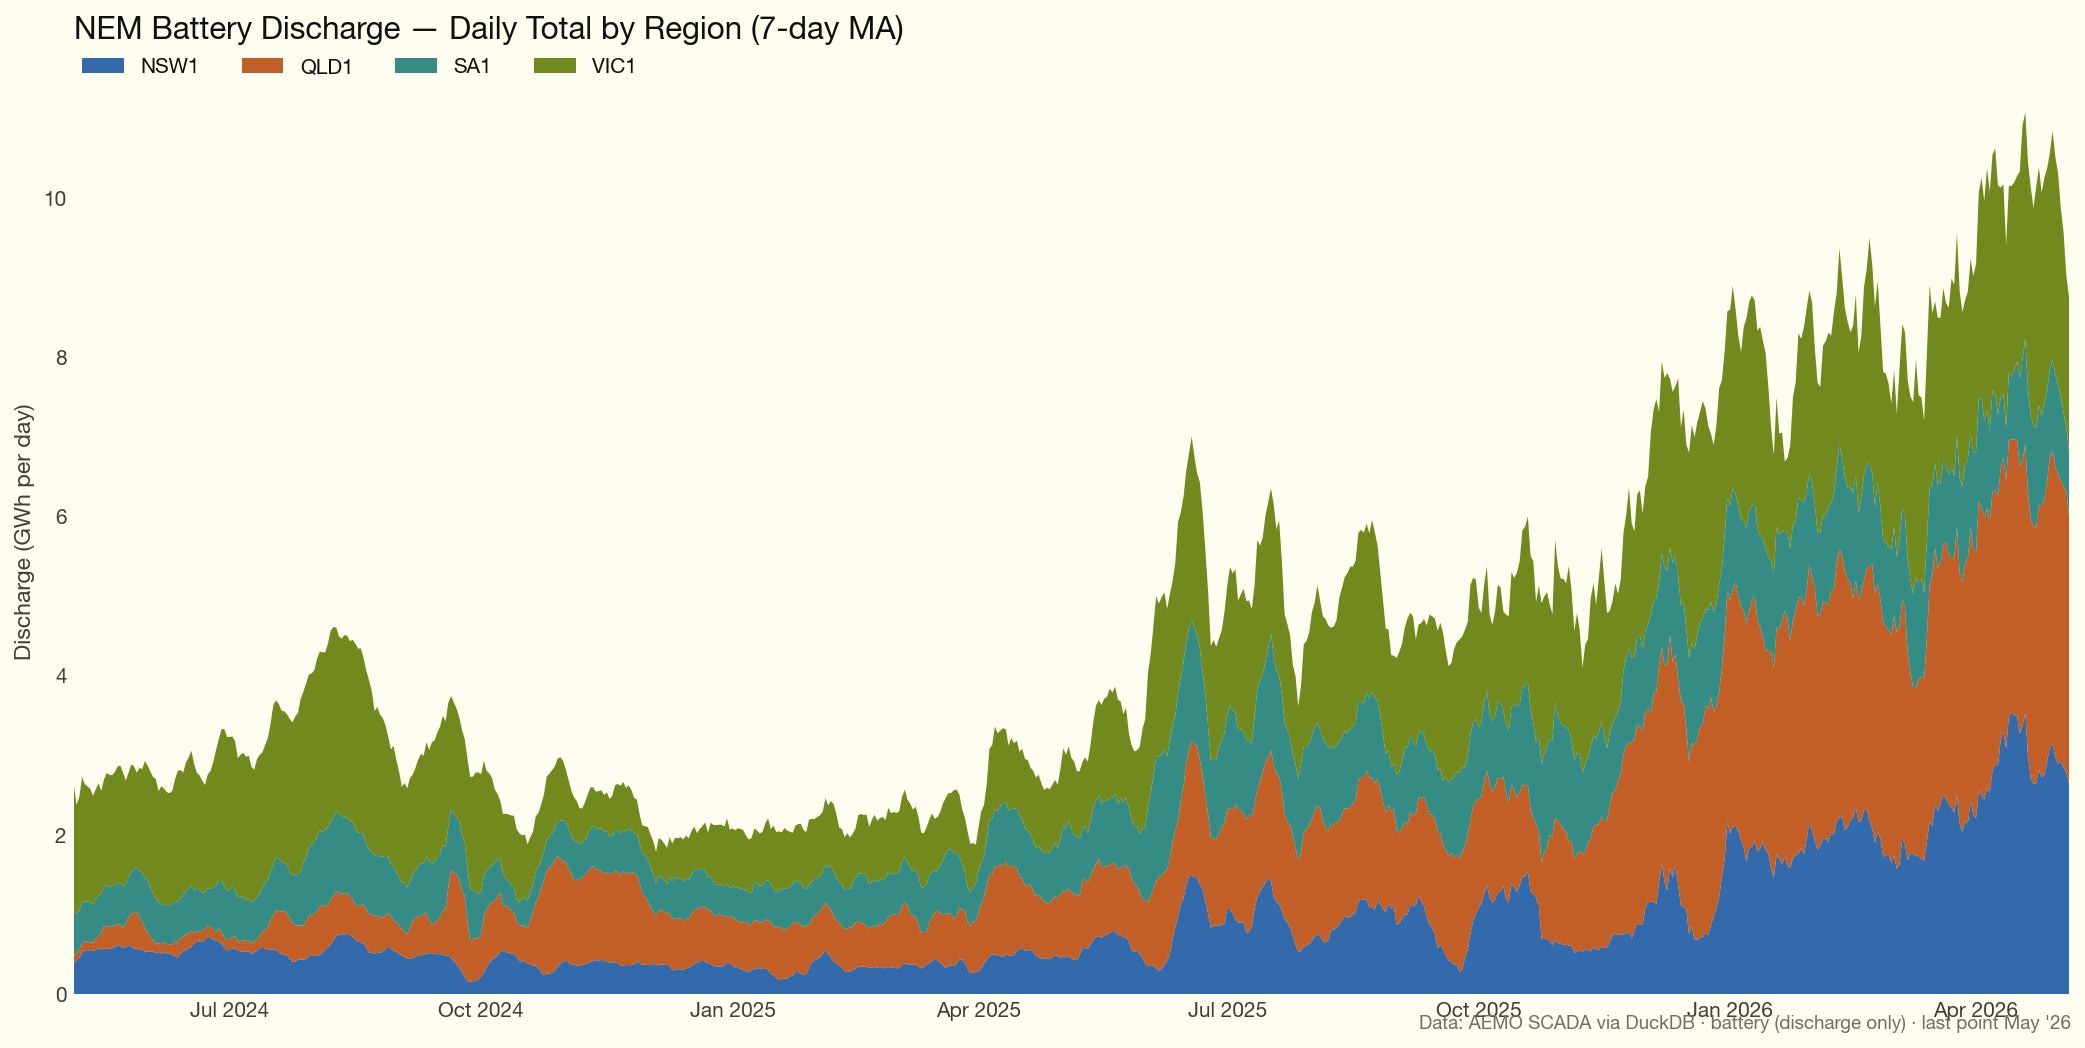 NEM Battery Discharge — Daily Total by Region (7-day MA)
NSW1 QLD1 SA1 VIC1
Discharge (GWh per day)
10
8
6
4
2
0
Jul 2024 Oct 2024 Jan 2025 Apr 2025 Jul 2025 Oct 2025 Jan 2026 Apr 2026
Data: AEMO SCADA via DuckDB · battery (discharge only) · last point May '26